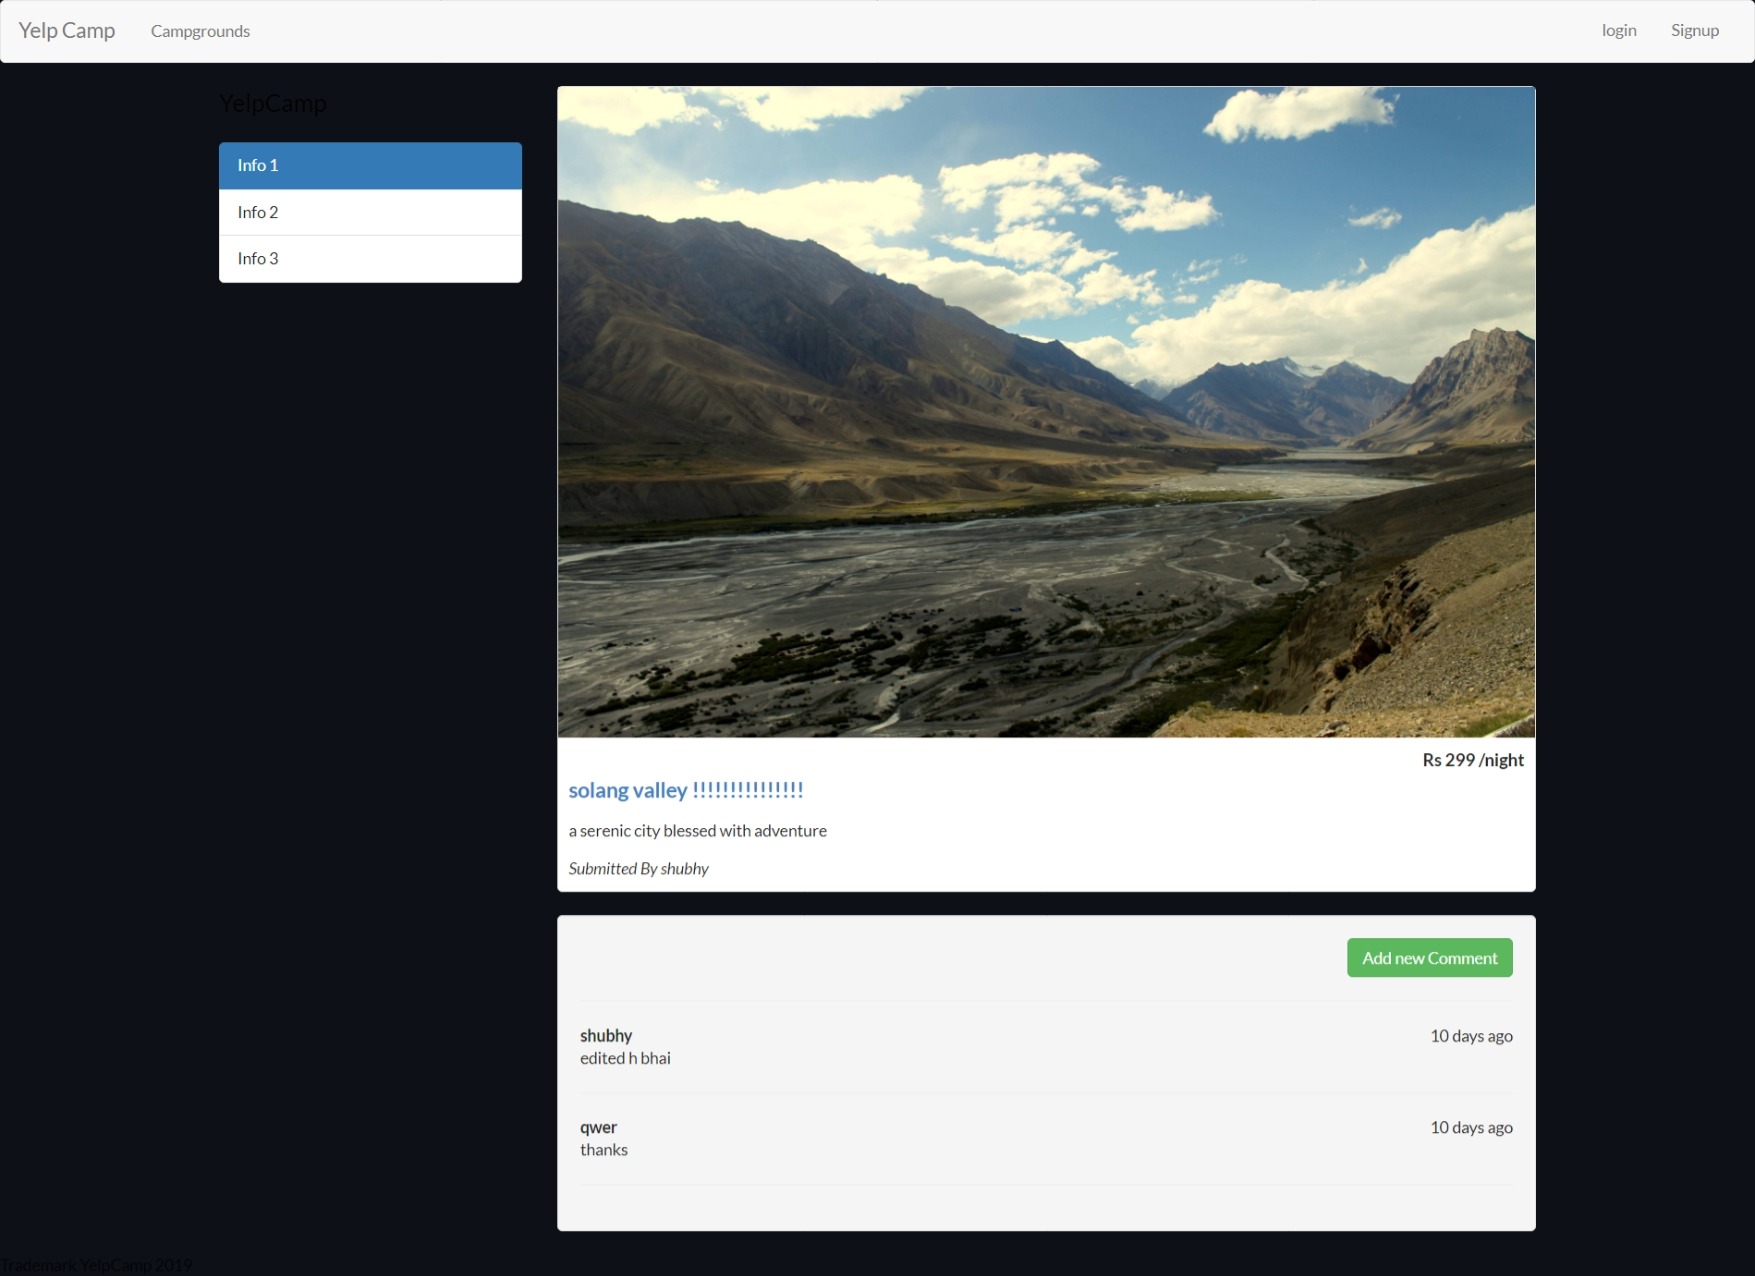 Yelp Camp Campgrounds login Signup
YelpCamp
Info 1
Info 2
Info 3
Rs 299 /night
solang valley !!!!!!!!!!!!!!!
a serenic city blessed with adventure
Submitted By shubhy
Add new Comment
shubhy 10 days ago
edited h bhai
qwer 10 days ago
thanks
Trademark YelpCamp 2019